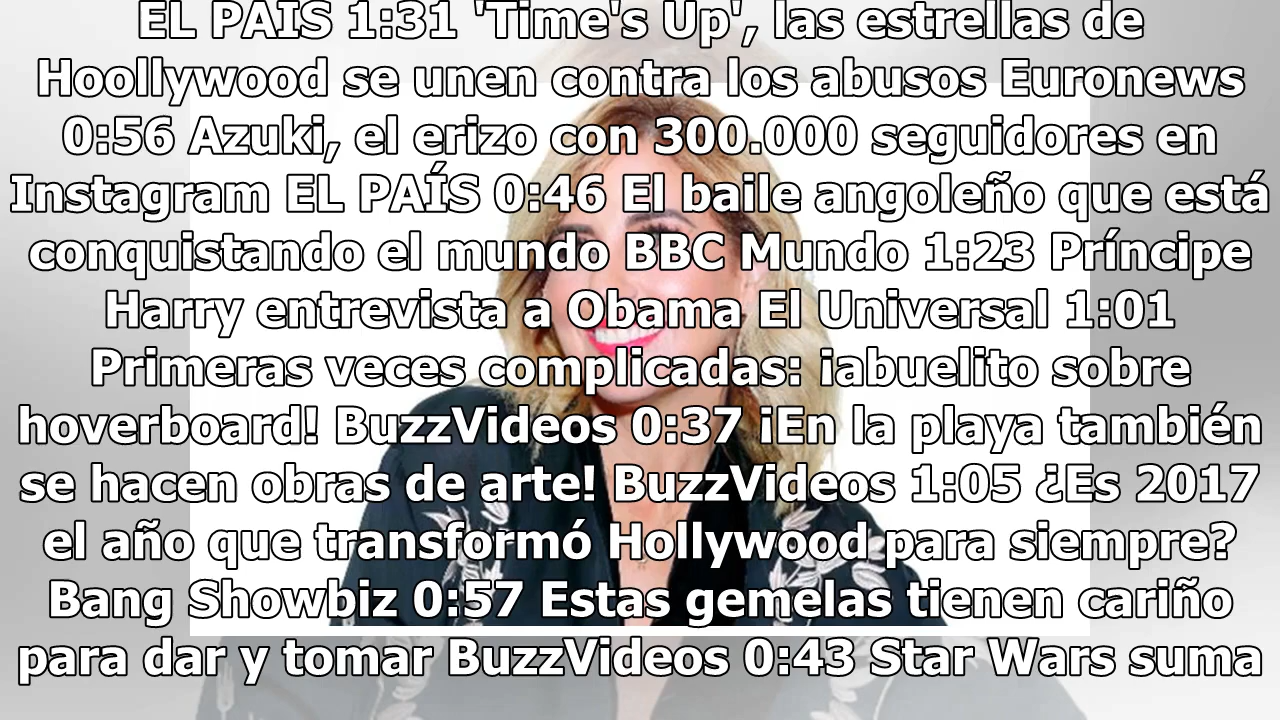 EL PAÍS 1:31 'Time's Up', las estrellas de
Hoollywood se unen contra los abusos Euronews
0:56 Azuki, el erizo con 300.000 seguidores en
Instagram EL PAÍS 0:46 El baile angoleño que está
conquistando el mundo BBC Mundo 1:23 Príncipe
Harry entrevista a Obama El Universal 1:01
Primeras veces complicadas: ¡abuelito sobre
hoverboard! BuzzVideos 0:37 ¡En la playa también
se hacen obras de arte! BuzzVideos 1:05 ¿Es 2017
el año que transformó Hollywood para siempre?
Bang Showbiz 0:57 Estas gemelas tienen cariño
para dar y tomar BuzzVideos 0:43 Star Wars suma